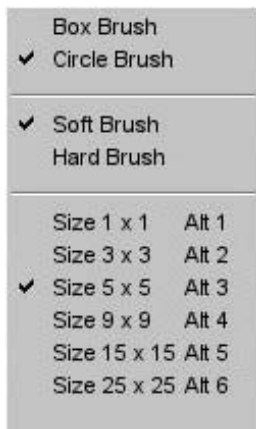 Box Brush
Circle Brush
Soft Brush
Hard Brush
Size 1 x 1 Alt 1
Size 3 x 3 Alt 2
Size 5 x 5 Alt 3
Size 9 x 9 Alt 4
Size 15 x 15 Alt 5
Size 25 x 25 Alt 6